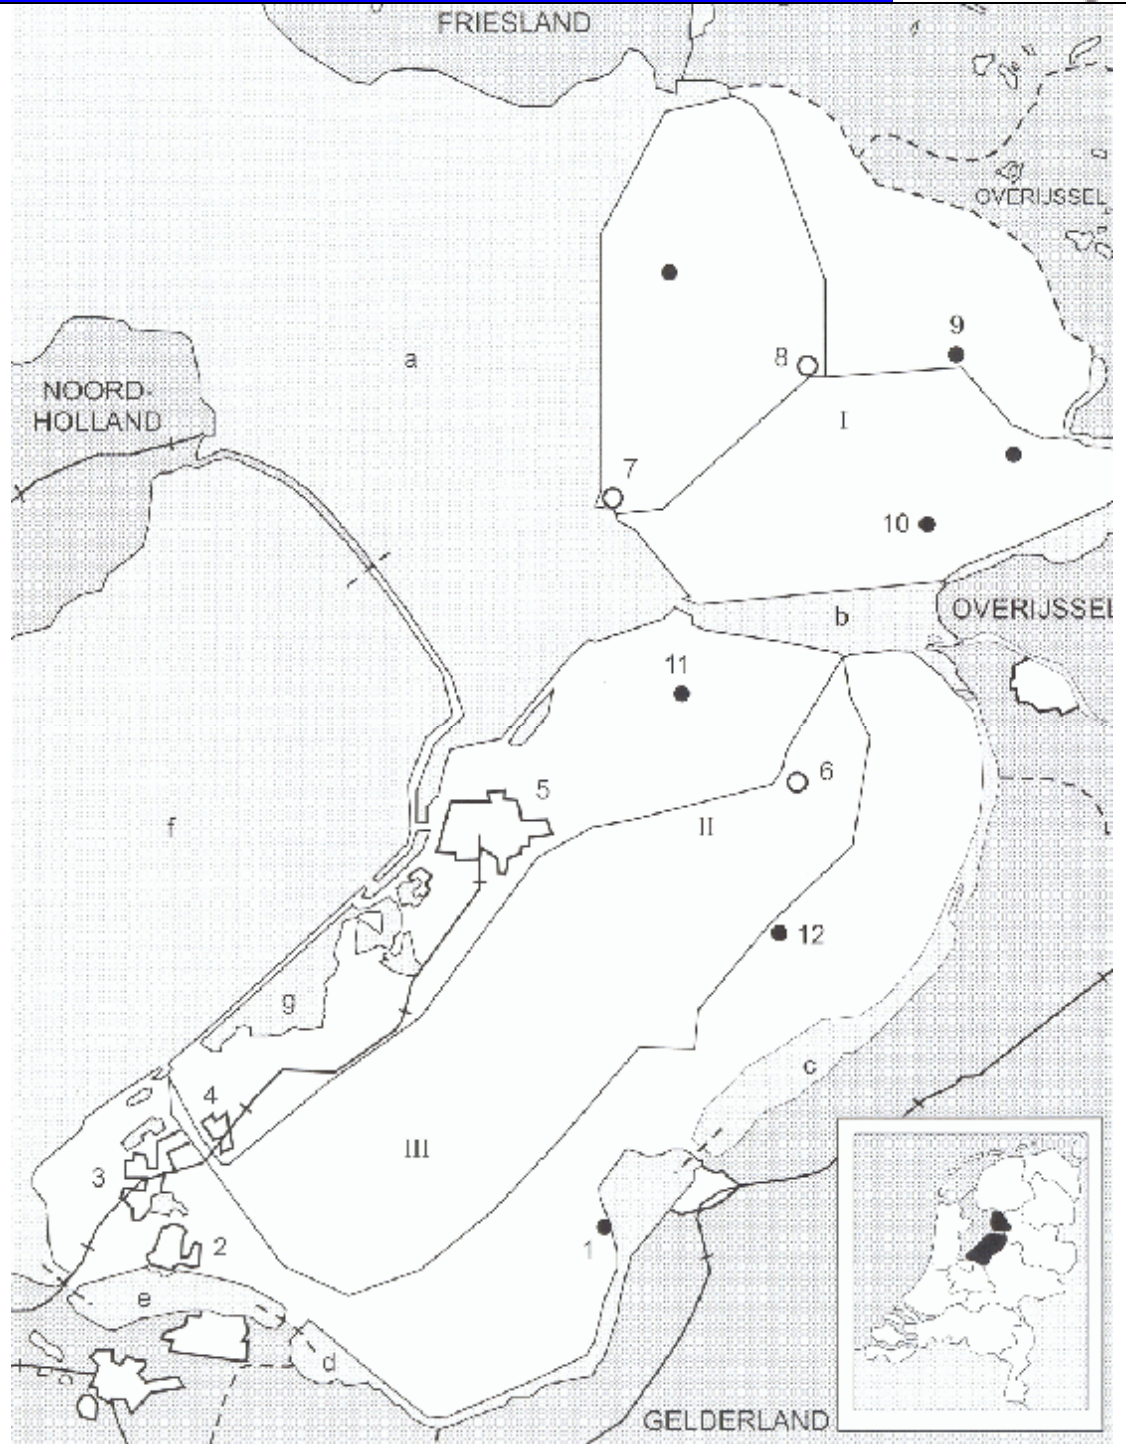 FRIESLAND
OVERIJSSEL
9
a
8
NOORD-
HOLLAND
I
7
10
b
OVERIJSSEL
11
6
5
II
f
12
g
c
4
III
3
2
1
e
d
GELDERLAND